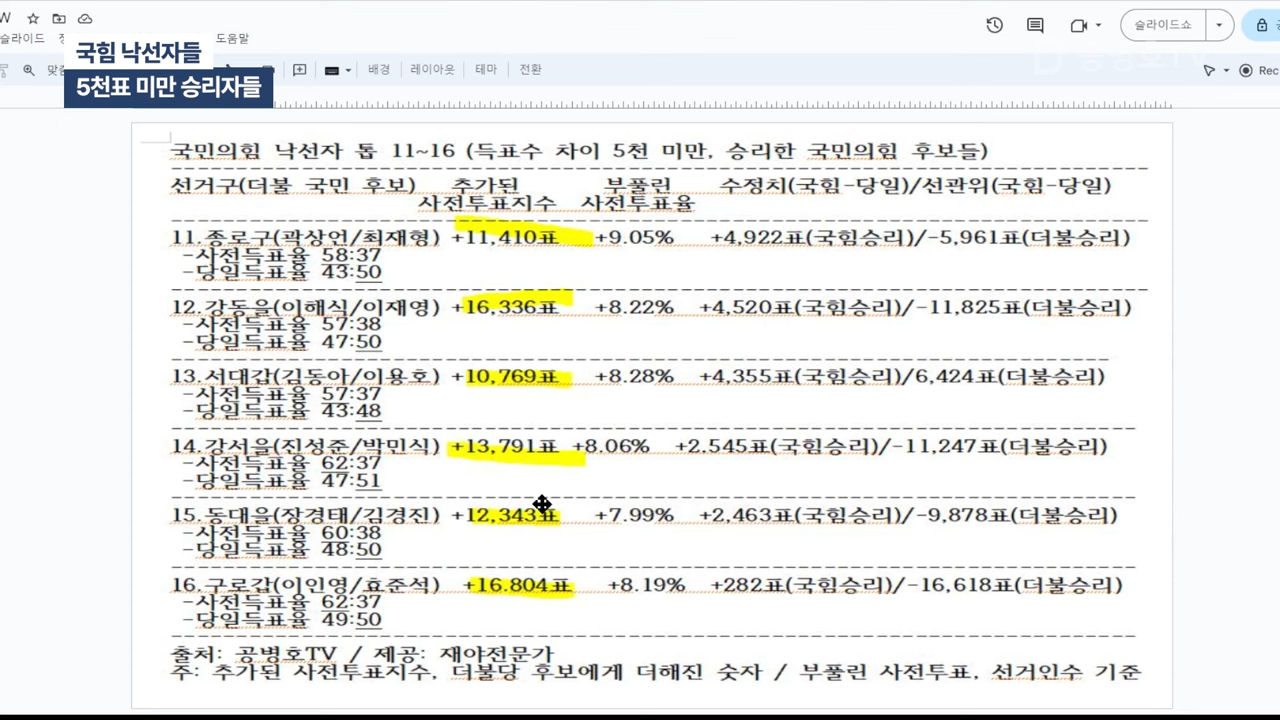 W
슬라이드
도움말
슬라이드쇼
국힘 낙선자들
5천표 미만 승리자들
배경 레이아웃 테마 전환
Rec
국민의힘 낙선자 톱 11~16 (득표수 차이 5천 미만, 승리한 국민의힘 후보들)
선거구(더불 국민 후보) 추가된 부풀린 수정치(국힘-당일)/선관위(국힘-당일)
사전투표지수 사전투표율
11.종로구(곽상언/최재형) +11,410표 +9.05% +4,922표(국힘승리)/-5,961표(더불승리)
-사전득표율 58:37
-당일득표율 43:50
12.강동을(이해식/이재영) +16,336표 +8.22% +4,520표(국힘승리)/-11,825표(더불승리)
-사전득표율 57:38
-당일득표율 47:50
13.서대갑(김동아/이용호) +10,769표 +8.28% +4,355표(국힘승리)/6,424표(더불승리)
-사전득표율 57:37
-당일득표율 43:48
14.강서을(진성준/박민식) +13,791표 +8.06% +2.545표(국힘승리)/-11,247표(더불승리)
-사전득표율 62:37
-당일득표율 47:51
15.동대을(장경태/김경진) +12,343표 +7.99% +2,463표(국힘승리)/-9,878표(더불승리)
-사전득표율 60:38
-당일득표율 48:50
16.구로갑(이인영/효준석) +16.804표 +8.19% +282표(국힘승리)/-16,618표(더불승리)
-사전득표율 62:37
-당일득표율 49:50
출처: 공병호TV / 제공: 재야전문가
주: 추가된 사전투표지수, 더불당 후보에게 더해진 숫자 / 부풀린 사전투표, 선거인수 기준